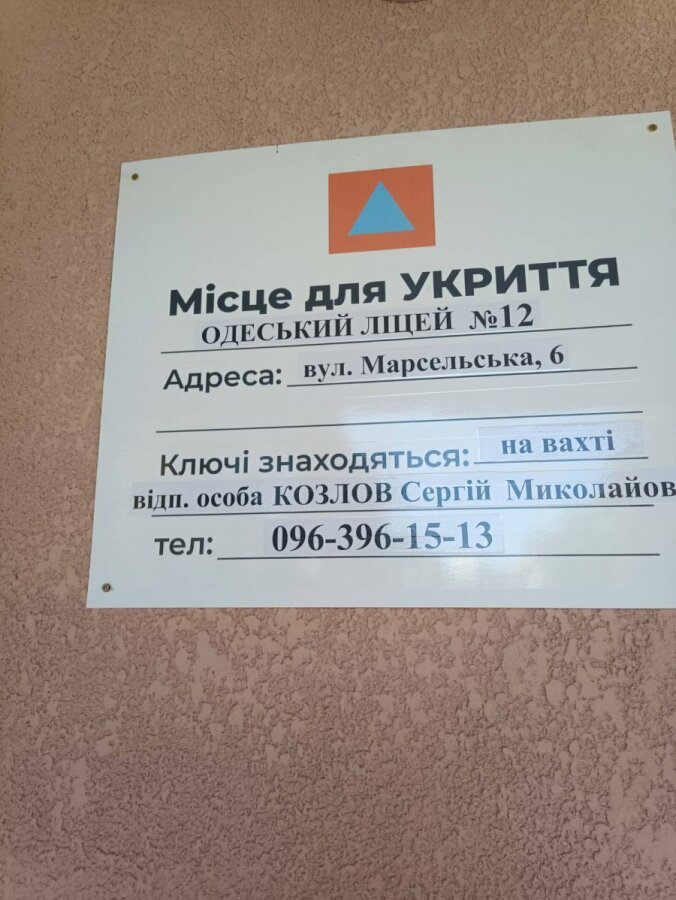 Місце для УКРИТТЯ
ОДЕСЬКИЙ ЛІЦЕЙ №12
Адреса: вул. Марсельська, 6
Ключі знаходяться: на вахті
відп. особа КОЗЛОВ Сергій Миколайов
тел: 096-396-15-13